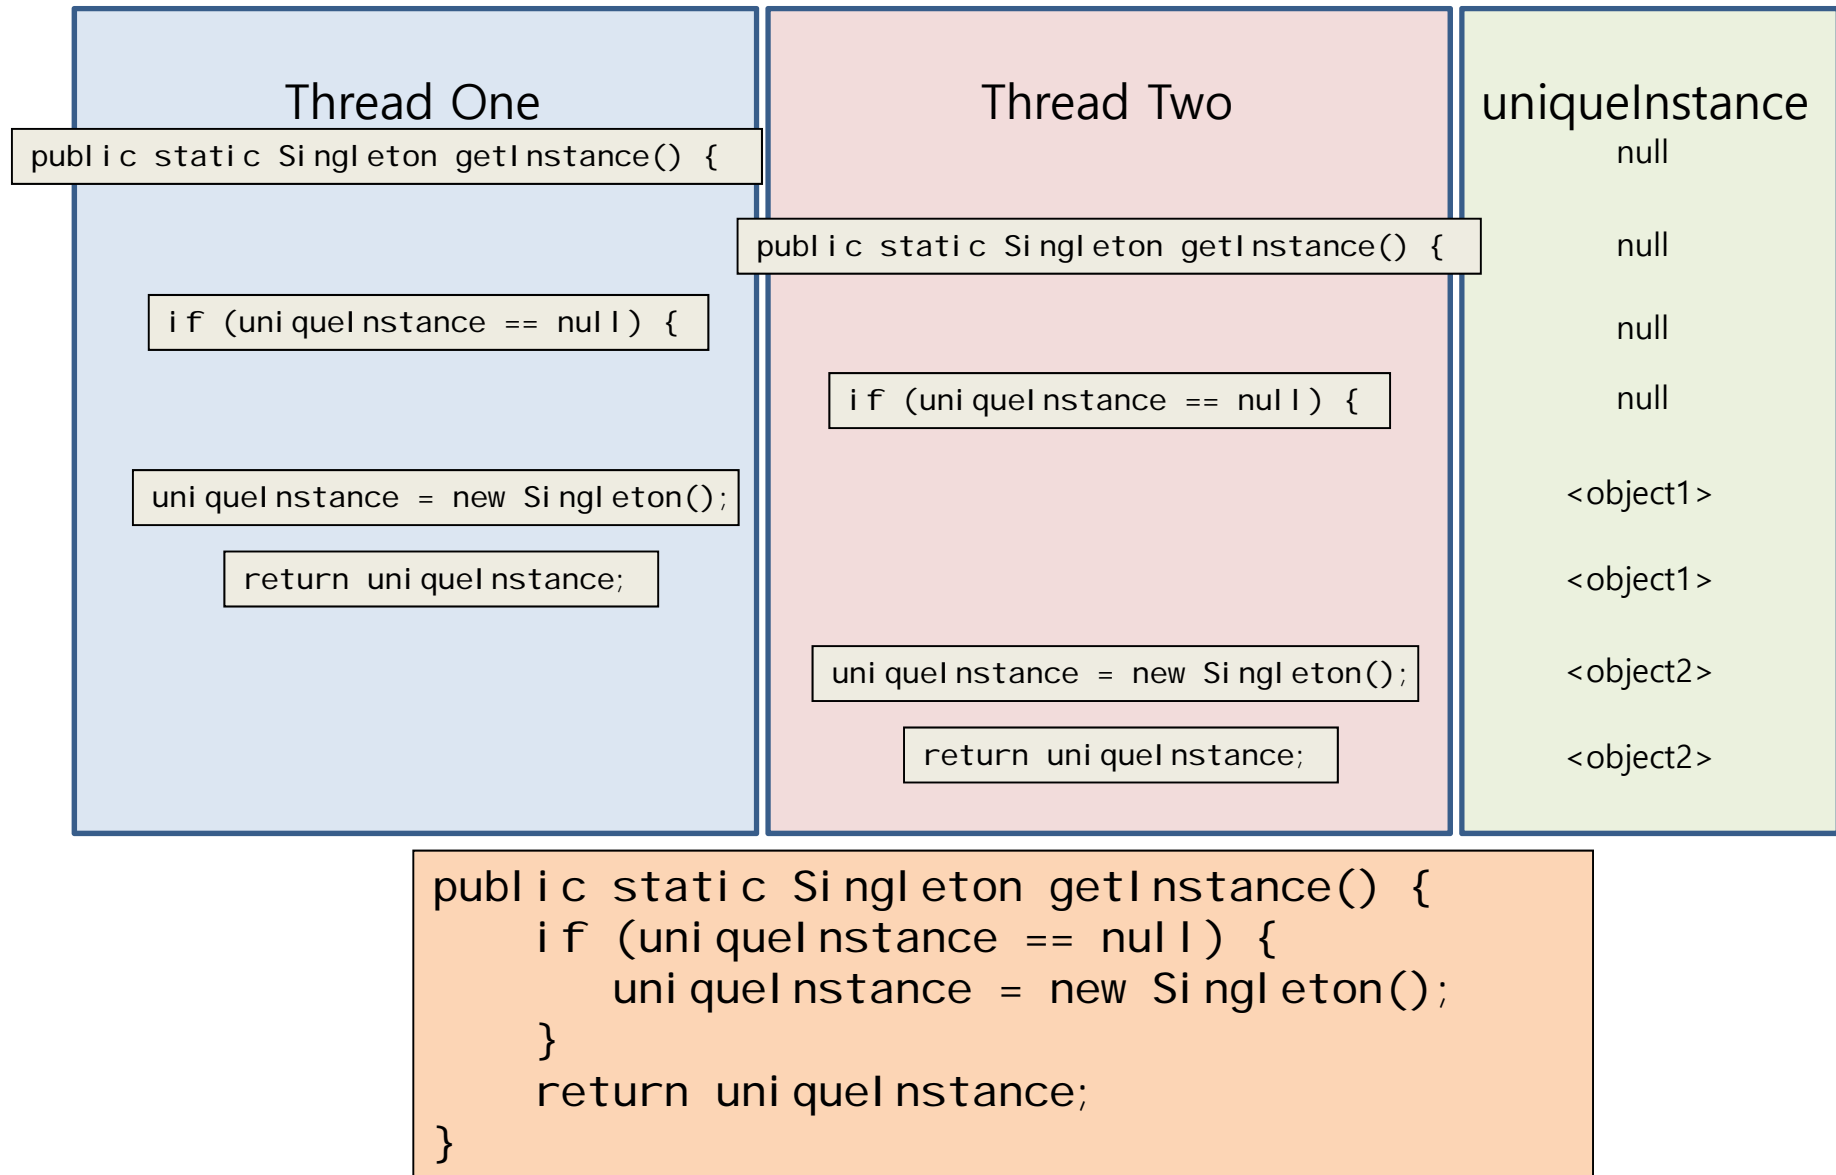 Thread One Thread Two uniqueInstance
public static Singleton getInstance() { null
public static Singleton getInstance() { null
if (uniqueInstance == null) { null
if (uniqueInstance == null) { null
uniqueInstance = new Singleton(); <object1>
return uniqueInstance; <object1>
uniqueInstance = new Singleton(); <object2>
return uniqueInstance; <object2>
public static Singleton getInstance() {
if (uniqueInstance == null) {
uniqueInstance = new Singleton();
}
return uniqueInstance;
}